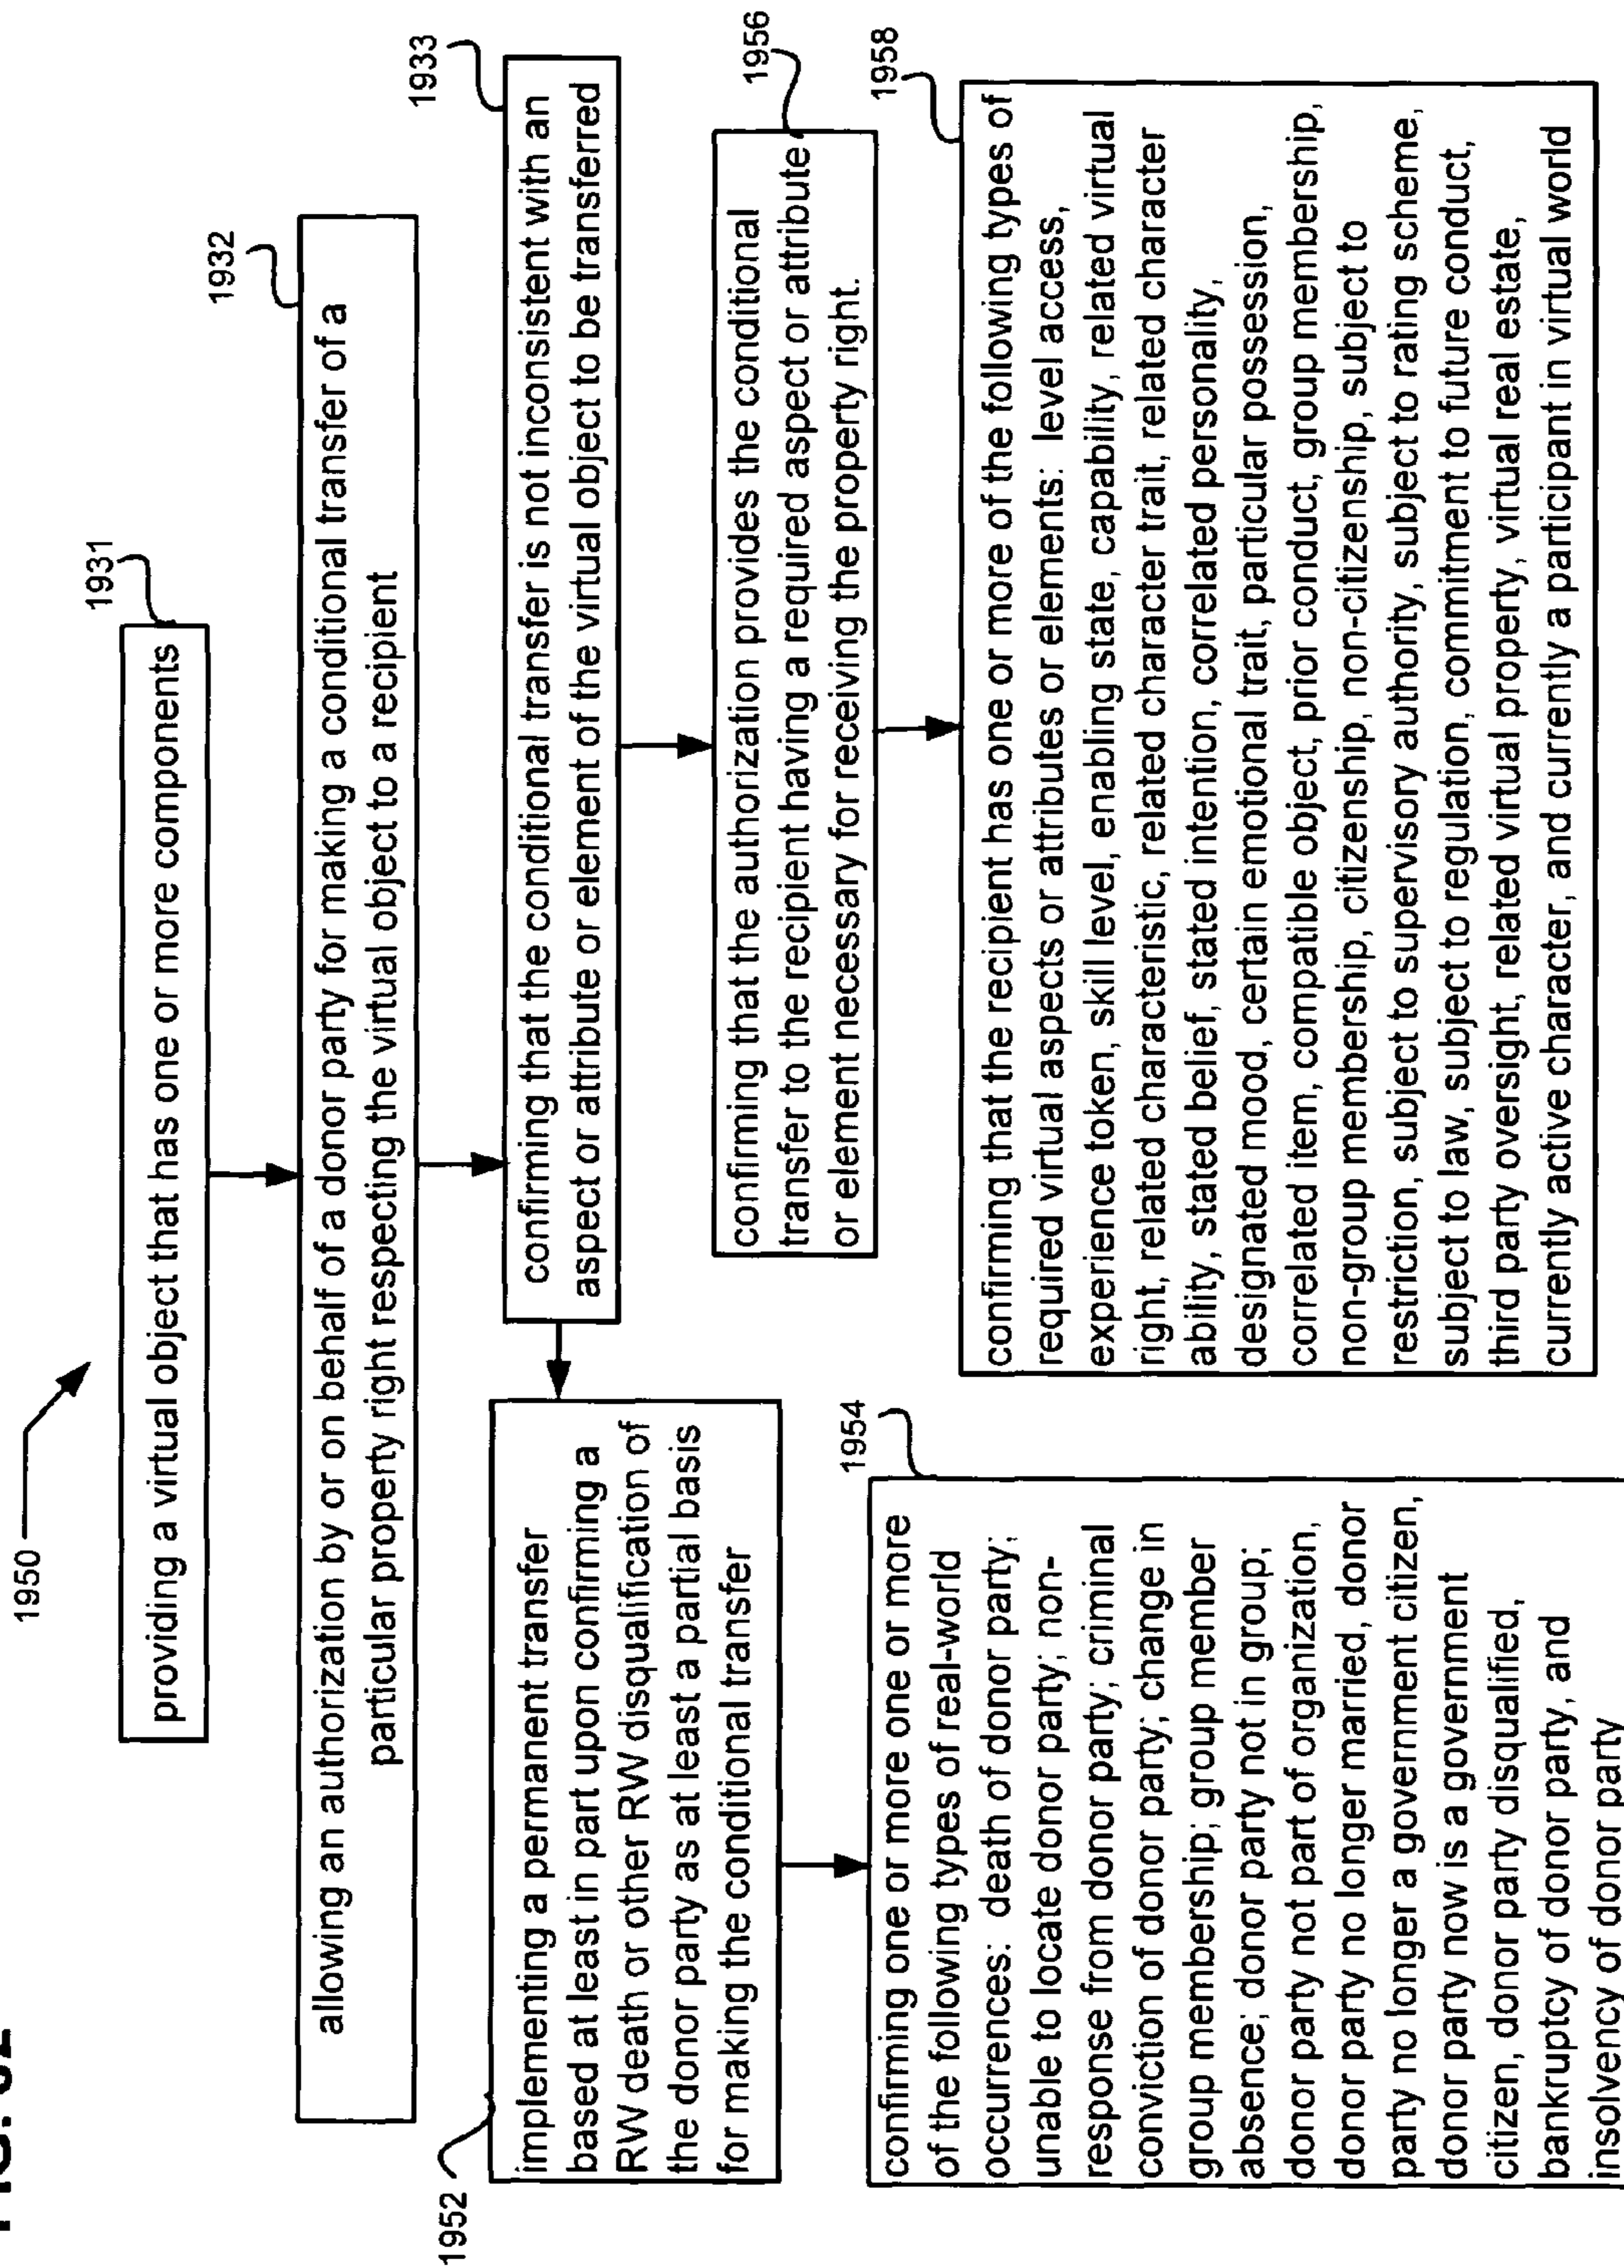 1950
1931
providing a virtual object that has one or more components
1932
allowing an authorization by or on behalf of a donor party for making a conditional transfer of a
particular property right respecting the virtual object to a recipient
1933
confirming that the conditional transfer is not inconsistent with an
aspect or attribute or element of the virtual object to be transferred
1952
implementing a permanent transfer
based at least in part upon confirming a
RW death or other RW disqualification of
the donor party as at least a partial basis
for making the conditional transfer
1954
confirming one or more one or more
of the following types of real-world
occurrences: death of donor party;
unable to locate donor party; non-
response from donor party; criminal
conviction of donor party; change in
group membership; group member
absence; donor party not in group;
donor party not part of organization,
donor party no longer married, donor
party no longer a government citizen,
donor party now is a government
citizen, donor party disqualified,
bankruptcy of donor party, and
insolvency of donor party
1956
confirming that the authorization provides the conditional
transfer to the recipient having a required aspect or attribute
or element necessary for receiving the property right.
1958
confirming that the recipient has one or more of the following types of
required virtual aspects or attributes or elements: level access,
experience token, skill level, enabling state, capability, related virtual
right, related characteristic, related character trait, related character
ability, stated belief, stated intention, correlated personality,
designated mood, certain emotional trait, particular possession,
correlated item, compatible object, prior conduct, group membership,
non-group membership, citizenship, non-citizenship, subject to
restriction, subject to supervisory authority, subject to rating scheme,
subject to law, subject to regulation, commitment to future conduct,
third party oversight, related virtual property, virtual real estate,
currently active character, and currently a participant in virtual world